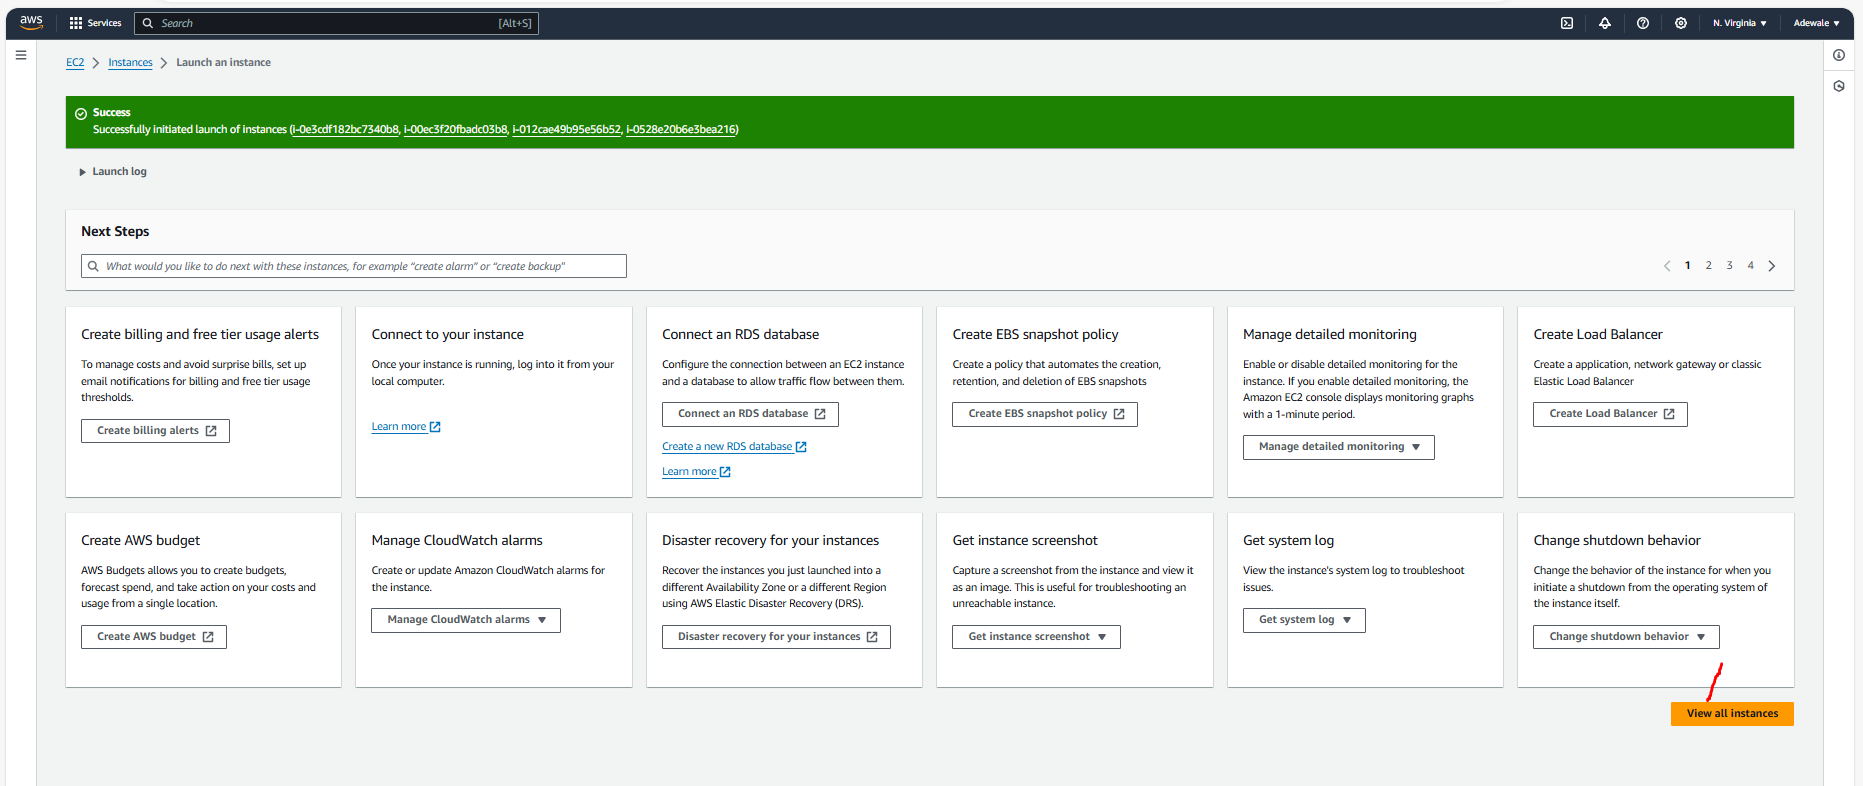 aws
Services
Search [Alt+S]
N. Virginia
Adewale
EC2 Instances Launch an instance
Success
Successfully initiated launch of instances (i-0e3cdf182bc7340b8, i-00ec3f20fbadc03b8, i-012cae49b95e56b52, i-0528e20b6e3bea216)
Launch log
Next Steps
What would you like to do next with these instances, for example "create alarm" or "create backup"
1 2 3 4
Create billing and free tier usage alerts
To manage costs and avoid surprise bills, set up
email notifications for billing and free tier usage
thresholds.
Create billing alerts
Connect to your instance
Once your instance is running, log into it from your
local computer.
Learn more
Connect an RDS database
Configure the connection between an EC2 instance
and a database to allow traffic flow between them.
Connect an RDS database
Create a new RDS database
Learn more
Create EBS snapshot policy
Create a policy that automates the creation,
retention, and deletion of EBS snapshots
Create EBS snapshot policy
Manage detailed monitoring
Enable or disable detailed monitoring for the
instance. If you enable detailed monitoring, the
Amazon EC2 console displays monitoring graphs
with a 1-minute period.
Manage detailed monitoring
Create Load Balancer
Create a application, network gateway or classic
Elastic Load Balancer
Create Load Balancer
Create AWS budget
AWS Budgets allows you to create budgets,
forecast spend, and take action on your costs and
usage from a single location.
Create AWS budget
Manage CloudWatch alarms
Create or update Amazon CloudWatch alarms for
the instance.
Manage CloudWatch alarms
Disaster recovery for your instances
Recover the instances you just launched into a
different Availability Zone or a different Region
using AWS Elastic Disaster Recovery (DRS).
Disaster recovery for your instances
Get instance screenshot
Capture a screenshot from the instance and view it
as an image. This is useful for troubleshooting an
unreachable instance.
Get instance screenshot
Get system log
View the instance's system log to troubleshoot
issues.
Get system log
Change shutdown behavior
Change the behavior of the instance for when you
initiate a shutdown from the operating system of
the instance itself.
Change shutdown behavior
View all instances